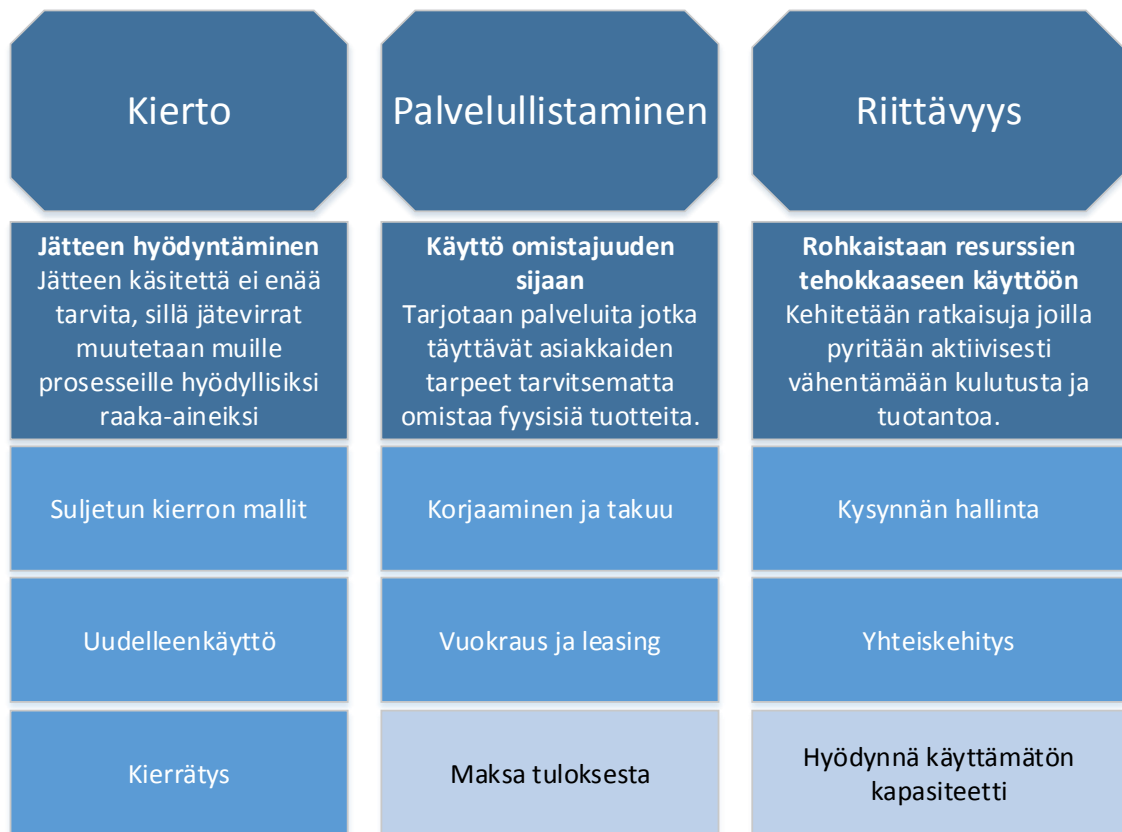 Kierto
Palvelullistaminen
Riittävyys
Jätteen hyödyntäminen
Jätteen käsitettä ei enää
tarvita, sillä jätevirrat
muutetaan muille
prosesseille hyödyllisiksi
raaka-aineiksi
Käyttö omistajuuden
sijaan
Tarjotaan palveluita jotka
täyttävät asiakkaiden
tarpeet tarvitsematta
omistaa fyysisiä tuotteita.
Rohkaistaan resurssien
tehokkaaseen käyttöön
Kehitetään ratkaisuja joilla
pyritään aktiivisesti
vähentämään kulutusta ja
tuotantoa.
Suljetun kierron mallit
Korjaaminen ja takuu
Kysynnän hallinta
Uudelleenkäyttö
Vuokraus ja leasing
Yhteiskehitys
Kierrätys
Maksa tuloksesta
Hyödynnä käyttämätön
kapasiteetti